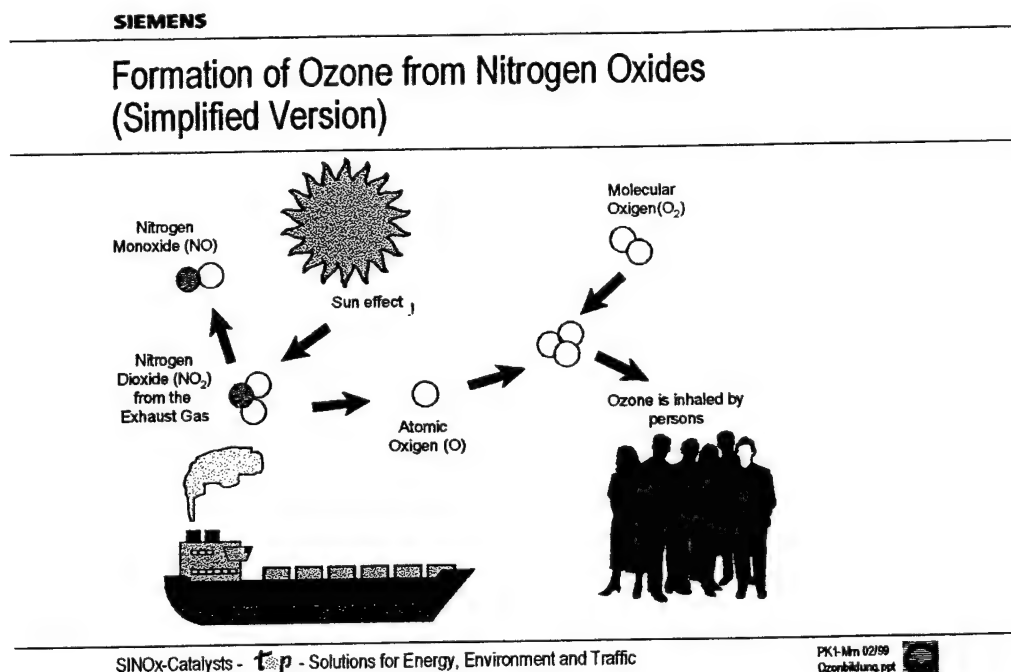 SIEMENS
Formation of Ozone from Nitrogen Oxides
(Simplified Version)
Nitrogen
Monoxide (NO)
Sun effect
Molecular
Oxigen (O₂)
Nitrogen
Dioxide (NO₂)
from the
Exhaust Gas
Atomic
Oxigen (O)
Ozone is inhaled by
persons
SINOx-Catalysts - top - Solutions for Energy, Environment and Traffic
PK1-Mm 02/99
Ozonbildung.ppt